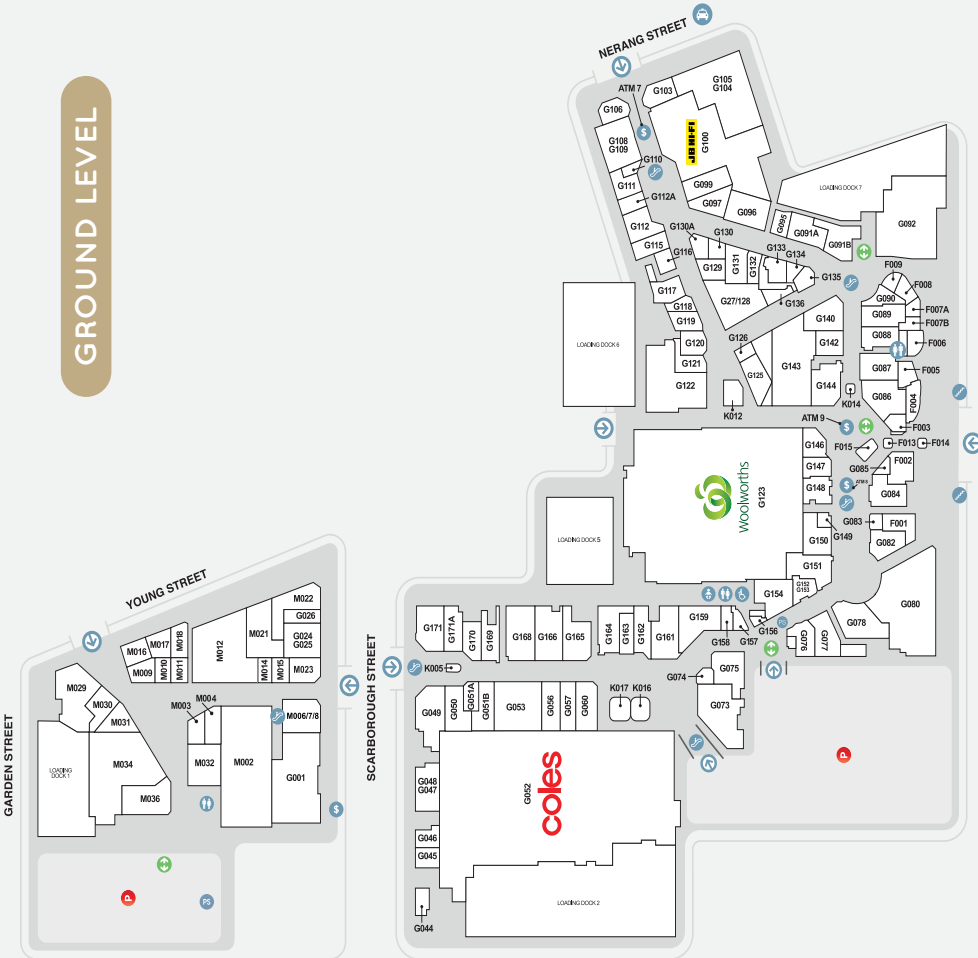 GROUND LEVEL
NERANG STREET
ATM 7
G103
G105
G104
G106
JB HI-FI
G100
G108
G109
G110
G111
G112A
G099
G097
G096
LOADING DOCK 7
G112
G130A
G130
G095
G091A
G092
G115
G116
G133
G134
G091B
G129
G131
G132
G135
F009
F008
G117
G27/128
G136
G090
F007A
G118
G119
G089
F007B
G140
LOADING DOCK 6
G120
G126
G088
F006
G142
G121
G125
G143
G087
F005
G122
G144
G086
F004
K012
K014
ATM 9
F003
G146
F015
F013
F014
Woolworths
G123
G147
G085
F002
G148
ATM 8
G084
LOADING DOCK 5
G149
G083
F001
G150
G082
G151
YOUNG STREET
G154
G152
G153
G080
M022
G026
M021
G024
G025
M018
M017
M016
M012
M009
M010
M011
M014
M015
M023
G171
G171A
G170
G169
G168
G166
G165
G164
G163
G162
G161
G159
G158
G157
G156
PS
G078
G076
G077
SCARBOROUGH STREET
K005
G075
G074
G073
M029
M030
M031
M003
M004
M006/7/8
G049
G050
G051A
G051B
G053
G056
G057
G060
K017
K016
GARDEN STREET
LOADING
DOCK 1
M034
M032
M002
G001
G048
G047
G052
coles
P
M036
G046
G045
LOADING DOCK 2
P
PS
G044